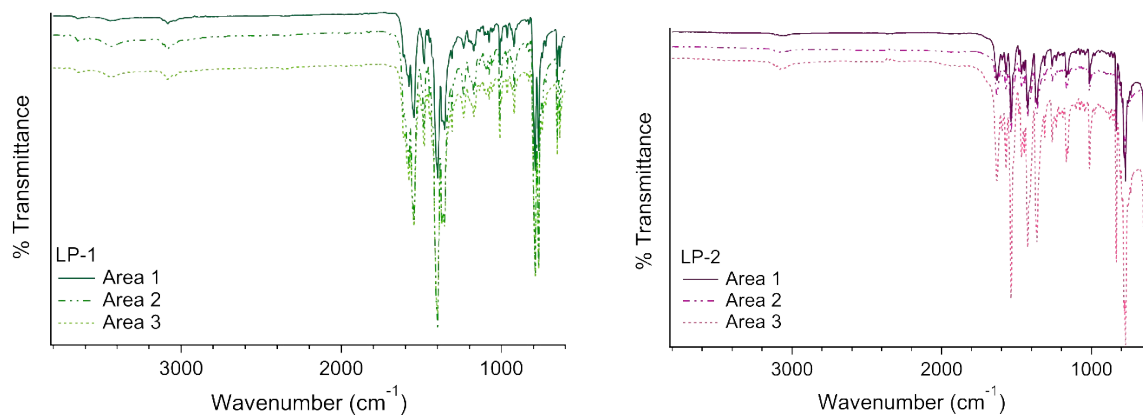 % Transmittance
LP-1
Area 1
Area 2
Area 3
3000
2000
1000
Wavenumber (cm⁻¹)
% Transmittance
LP-2
Area 1
Area 2
Area 3
3000
2000
1000
Wavenumber (cm⁻¹)